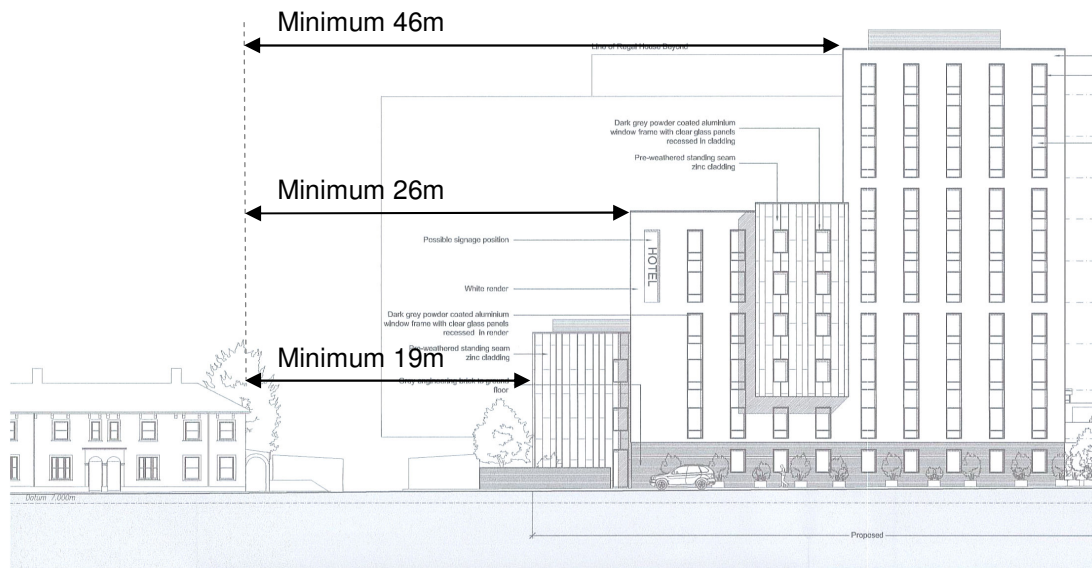 Minimum 46m
Line of Regal House Beyond
Dark grey powder coated aluminium
window frame with clear glass panels
recessed in cladding
Pre-weathered standing seam
zinc cladding
Minimum 26m
Possible signage position
HOTEL
White render
Dark grey powder coated aluminium
window frame with clear glass panels
recessed in render
Pre-weathered standing seam
zinc cladding
Minimum 19m
Grey engineering brick to ground
floor
Datum 7.000m
Proposed